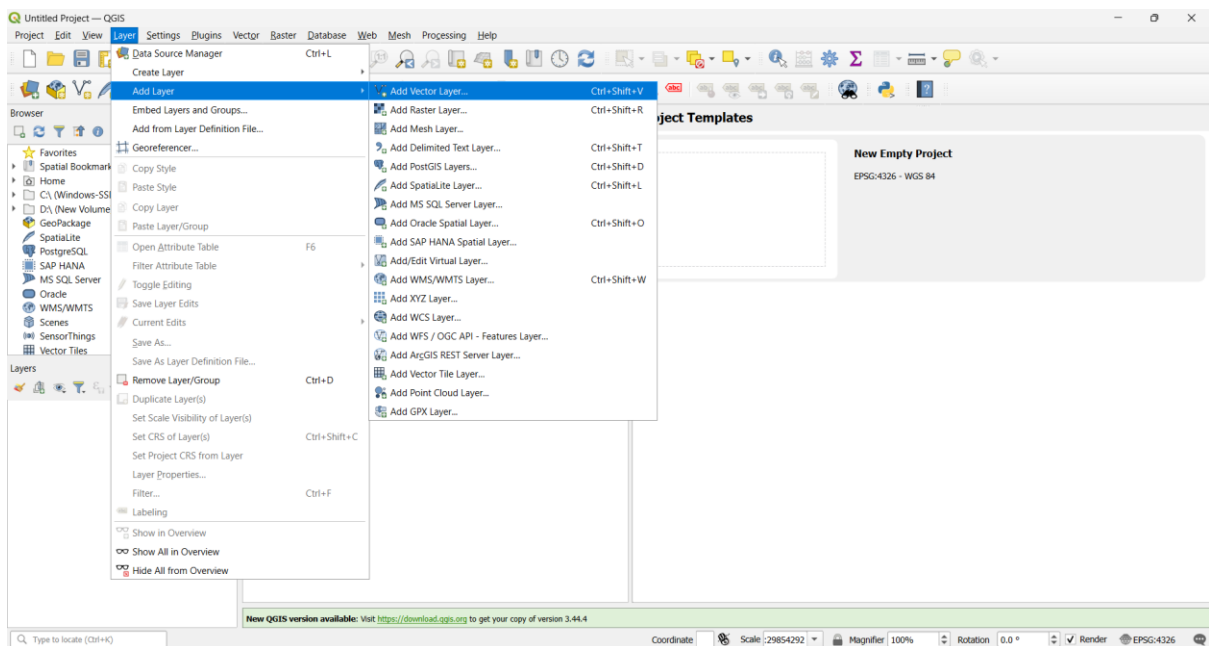 Untitled Project — QGIS
Project Edit View Layer Settings Plugins Vector Raster Database Web Mesh Processing Help
Data Source Manager Ctrl+L
Create Layer
Add Layer
Embed Layers and Groups...
Add from Layer Definition File...
Georeferencer...
Copy Style
Paste Style
Copy Layer
Paste Layer/Group
Open Attribute Table F6
Filter Attribute Table
Toggle Editing
Save Layer Edits
Current Edits
Save As...
Save As Layer Definition File...
Remove Layer/Group Ctrl+D
Duplicate Layer(s)
Set Scale Visibility of Layer(s)
Set CRS of Layer(s) Ctrl+Shift+C
Set Project CRS from Layer
Layer Properties...
Filter... Ctrl+F
Labeling
Show in Overview
Show All in Overview
Hide All from Overview
Add Vector Layer... Ctrl+Shift+V
Add Raster Layer... Ctrl+Shift+R
Add Mesh Layer...
Add Delimited Text Layer... Ctrl+Shift+T
Add PostGIS Layers... Ctrl+Shift+D
Add SpatiaLite Layer... Ctrl+Shift+L
Add MS SQL Server Layer...
Add Oracle Spatial Layer... Ctrl+Shift+O
Add SAP HANA Spatial Layer...
Add/Edit Virtual Layer...
Add WMS/WMTS Layer... Ctrl+Shift+W
Add XYZ Layer...
Add WCS Layer...
Add WFS / OGC API - Features Layer...
Add ArcGIS REST Server Layer...
Add Vector Tile Layer...
Add Point Cloud Layer...
Add GPX Layer...
abc
Browser
Favorites
Spatial Bookmark
Home
C:\ (Windows-SSI
D:\ (New Volume
GeoPackage
SpatiaLite
PostgreSQL
SAP HANA
MS SQL Server
Oracle
WMS/WMTS
Scenes
SensorThings
Vector Tiles
Layers
ject Templates
New Empty Project
EPSG:4326 - WGS 84
New QGIS version available: Visit https://download.qgis.org to get your copy of version 3.44.4
Type to locate (Ctrl+K)
Coordinate Scale :29854292 Magnifier 100% Rotation 0.0 ° Render EPSG:4326